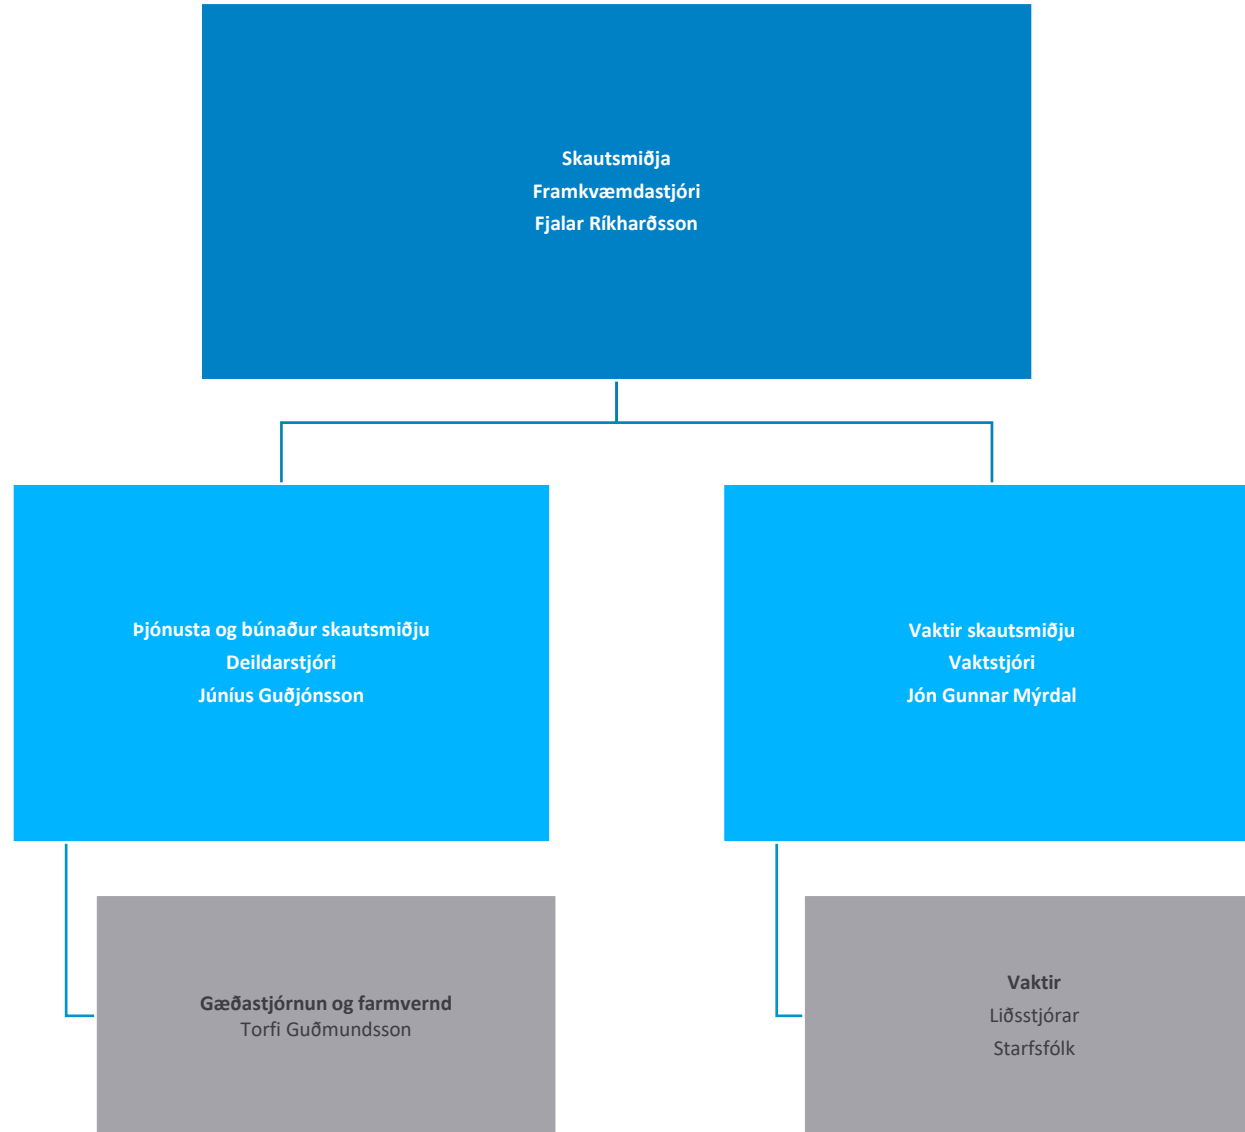 Skautsmiðja
Framkvæmdastjóri
Fjalar Ríkharðsson
Þjónusta og búnaður skautsmiðju
Deildarstjóri
Júníus Guðjónsson
Vaktir skautsmiðju
Vaktstjóri
Jón Gunnar Mýrdal
Gæðastjórnun og farmvernd
Torfi Guðmundsson
Vaktir
Liðsstjórar
Starfsfólk